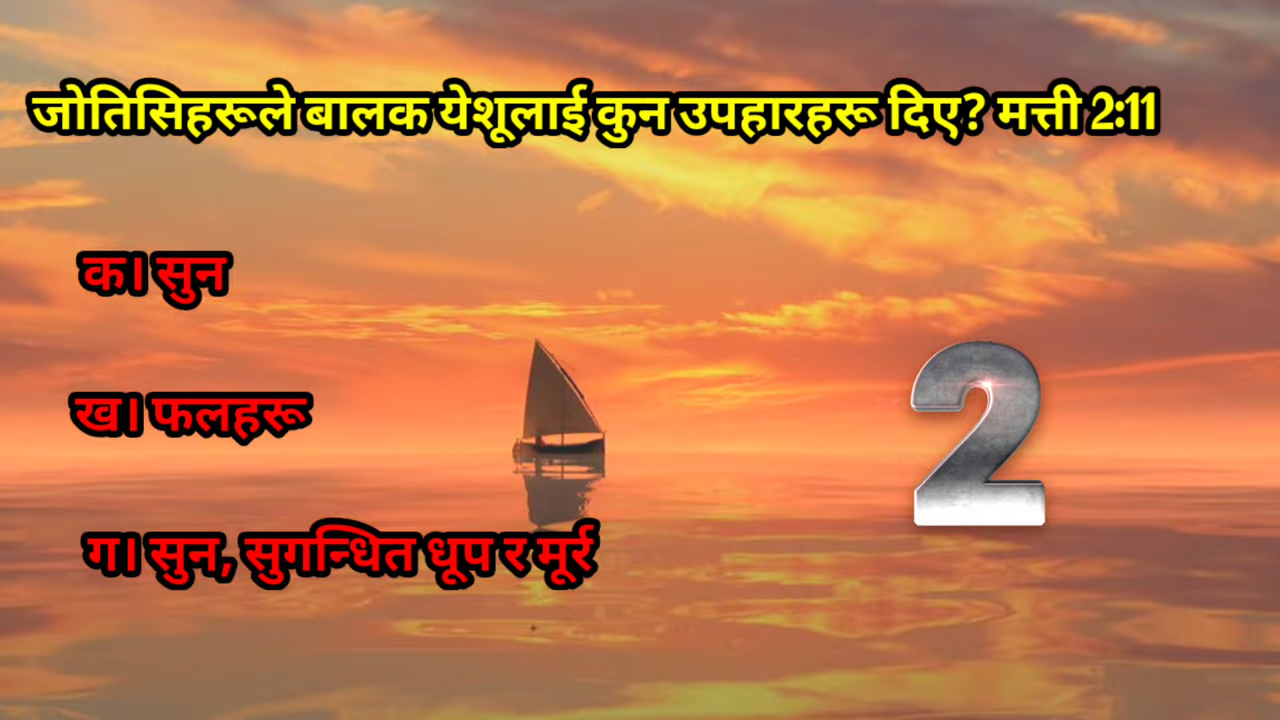 जोतिसिहरूले बालक येशूलाई कुन उपहारहरू दिए? मत्ती 2:11
क। सुन
ख। फलहरू
2
ग। सुन, सुगन्धित धूप र मूर्र